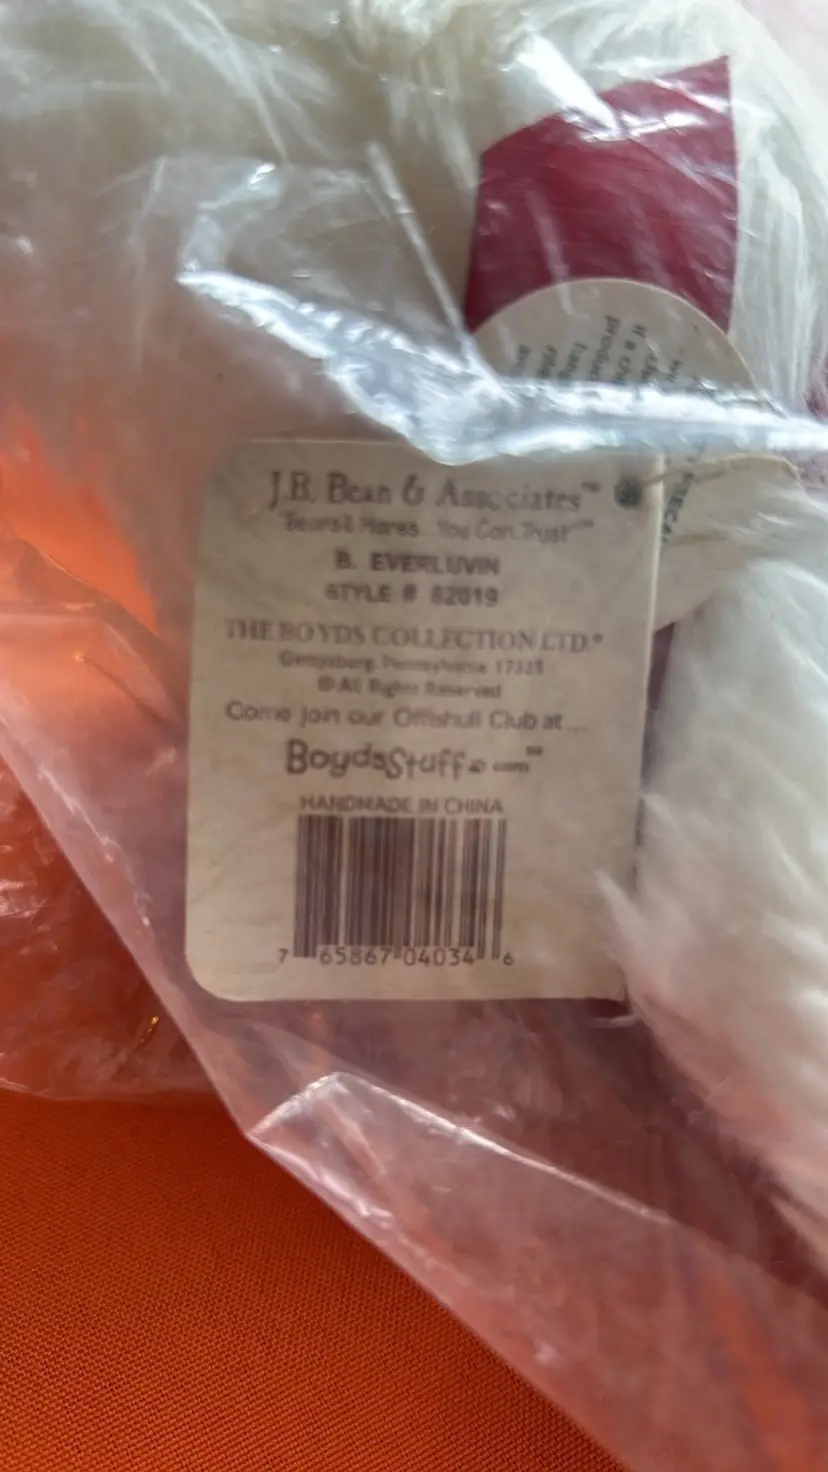 J.B. Bean & Associates™
"Bears & Hares...You Can Trust"™
B. EVERLUVIN
STYLE # 82019
THE BOYDS COLLECTION LTD.®
Gettysburg, Pennsylvania 17325
© All Rights Reserved
Come join our Offishull Club at ...
BoydsStuff.com™
HANDMADE IN CHINA
7 65867 04034 6